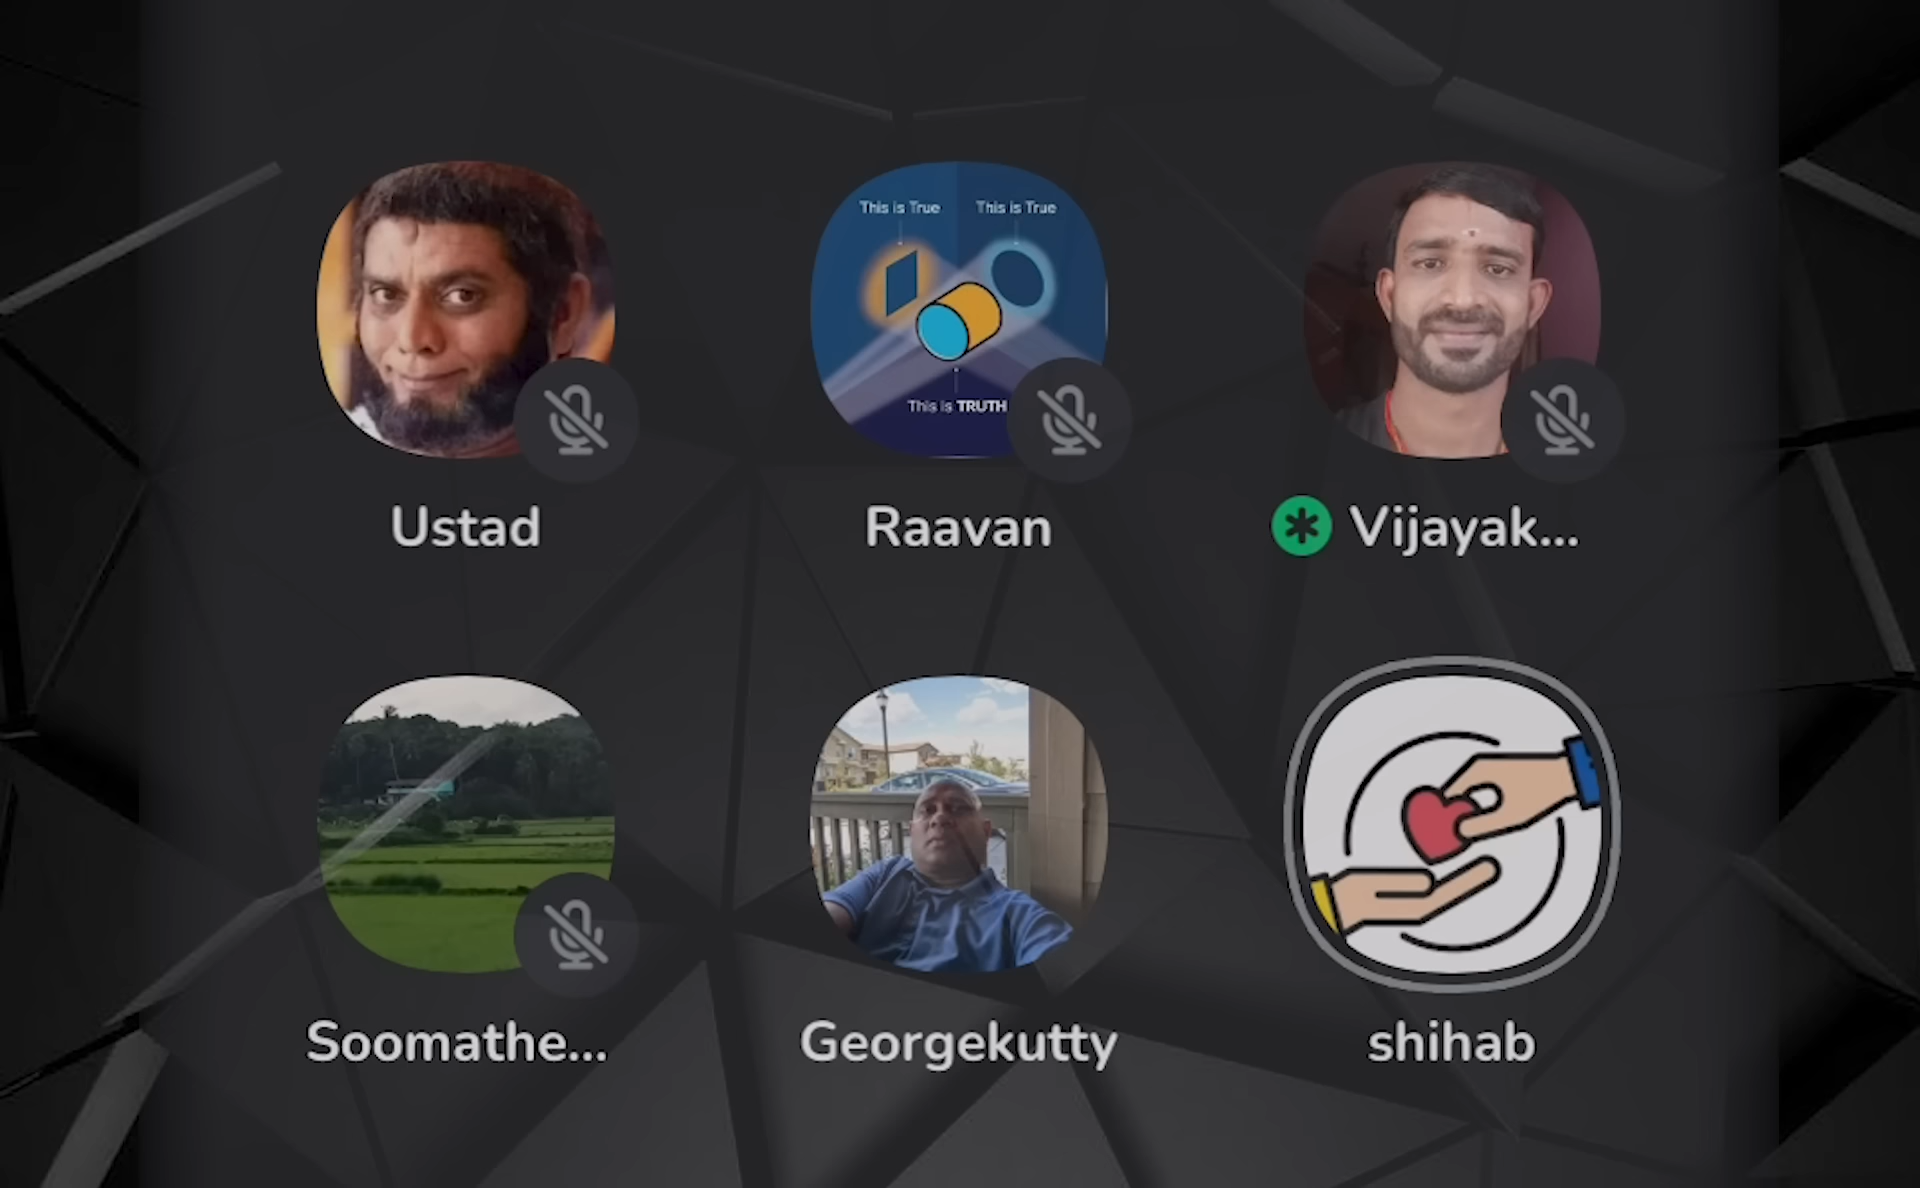 This is True
This is True
This is TRUTH
Ustad
Raavan
Vijayak...
Soomathe...
Georgekutty
shihab